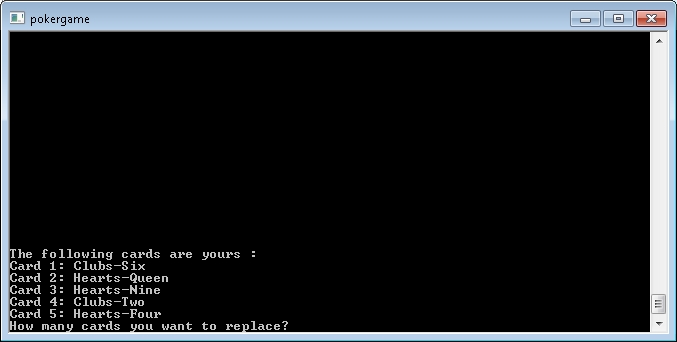 pokergame
The following cards are yours :
Card 1: Clubs-Six
Card 2: Hearts-Queen
Card 3: Hearts-Nine
Card 4: Clubs-Two
Card 5: Hearts-Four
How many cards you want to replace?